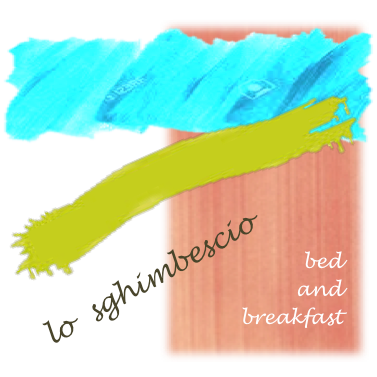 lo sghimbescio
bed
and
breakfast